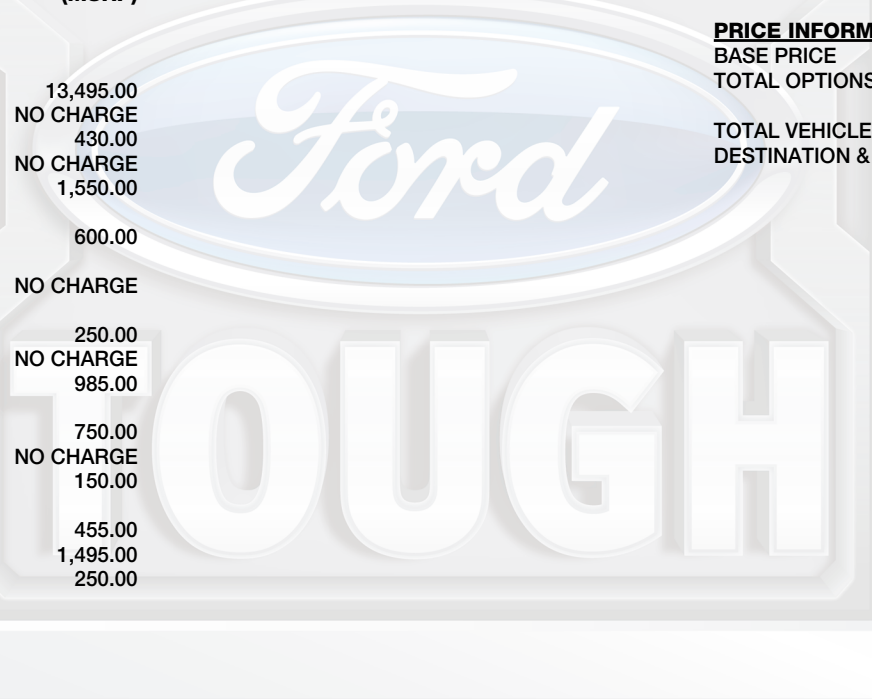 13,495.00
NO CHARGE
430.00
NO CHARGE
1,550.00
600.00
NO CHARGE
250.00
NO CHARGE
985.00
750.00
NO CHARGE
150.00
455.00
1,495.00
250.00
PRICE INFORM
BASE PRICE
TOTAL OPTIONS
TOTAL VEHICLE
DESTINATION &
Ford
TOUGH